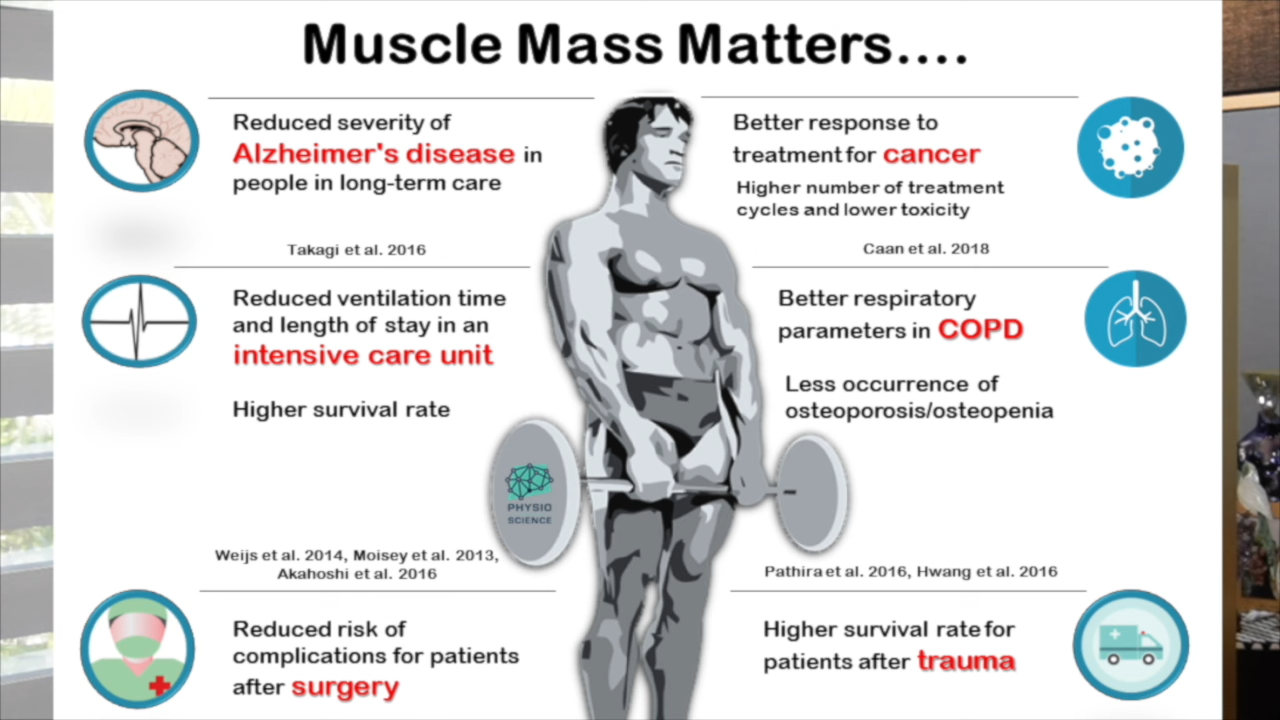 Muscle Mass Matters....
Reduced severity of
Alzheimer's disease in
people in long-term care
Takagi et al. 2016
Reduced ventilation time
and length of stay in an
intensive care unit
Higher survival rate
Weijs et al. 2014, Moisey et al. 2013,
Akahoshi et al. 2016
Reduced risk of
complications for patients
after surgery
PHYSIO
SCIENCE
Better response to
treatment for cancer
Higher number of treatment
cycles and lower toxicity
Caan et al. 2018
Better respiratory
parameters in COPD
Less occurrence of
osteoporosis/osteopenia
Pathira et al. 2016, Hwang et al. 2016
Higher survival rate for
patients after trauma